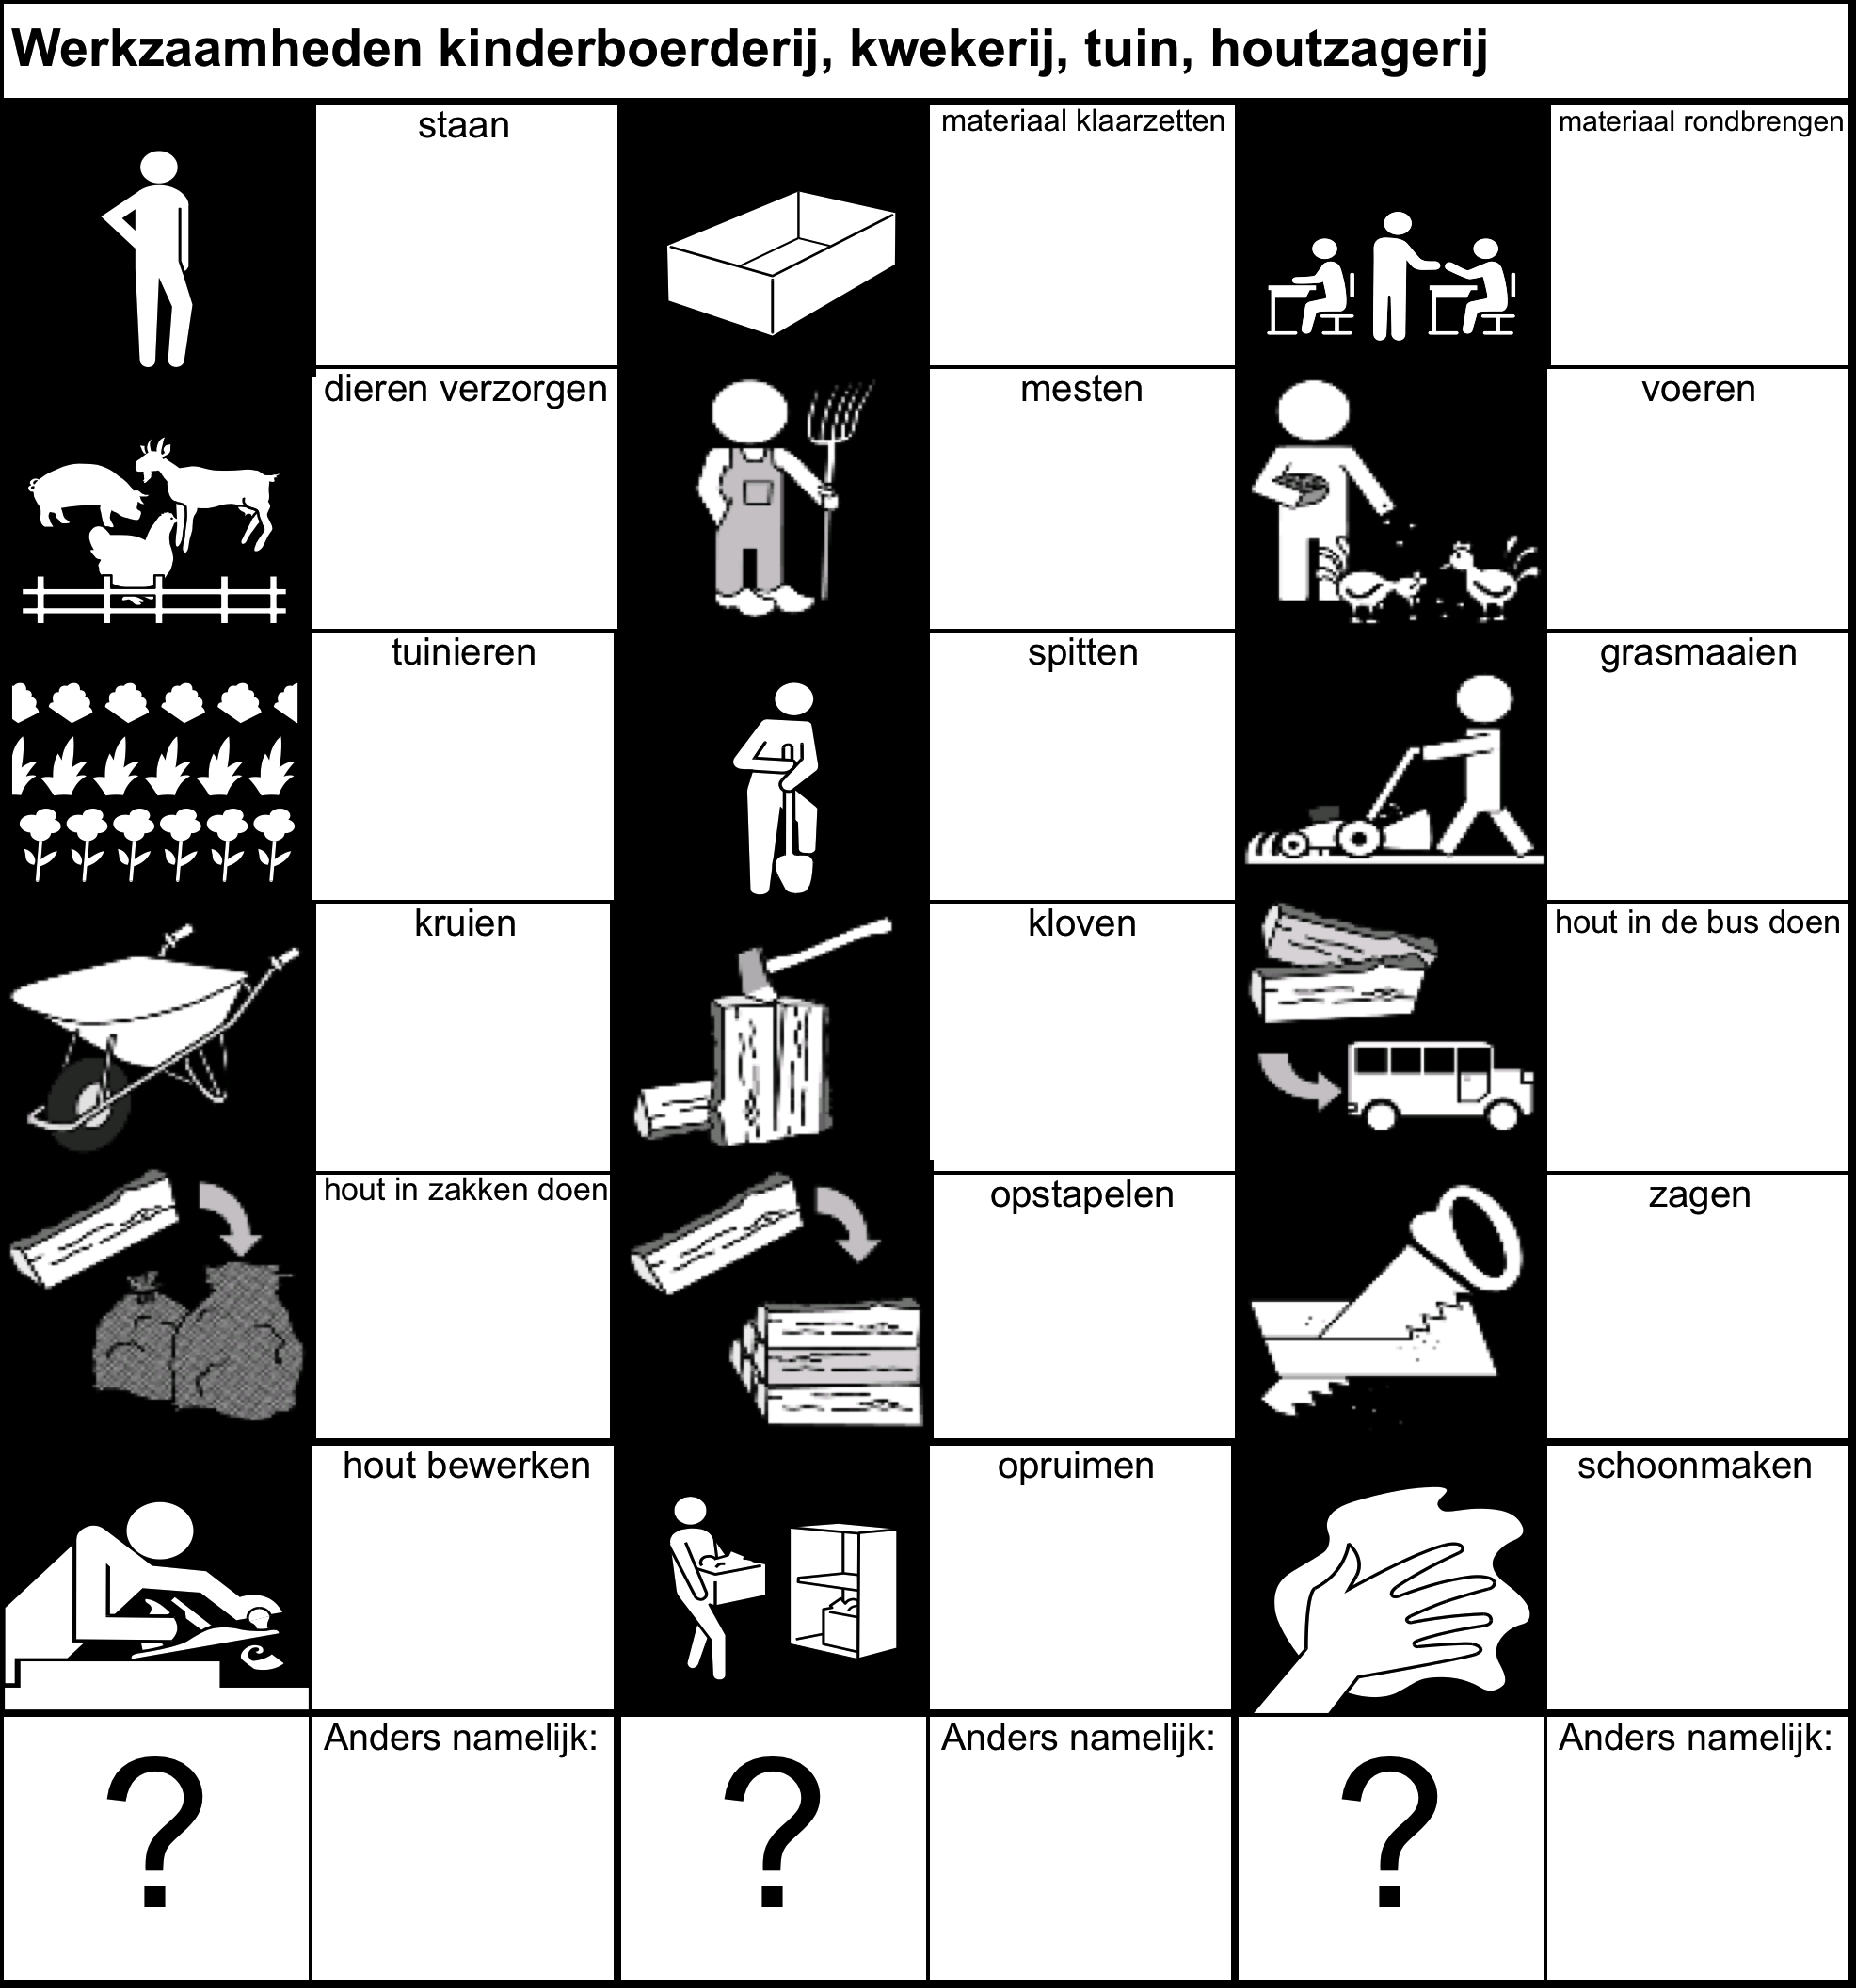 Werkzaamheden kinderboerderij, kwekerij, tuin, houtzagerij
staan
materiaal klaarzetten
materiaal rondbrengen
dieren verzorgen
mesten
voeren
tuinieren
spitten
grasmaaien
kruien
kloven
hout in de bus doen
hout in zakken doen
opstapelen
zagen
hout bewerken
opruimen
schoonmaken
?
Anders namelijk:
?
Anders namelijk:
?
Anders namelijk: